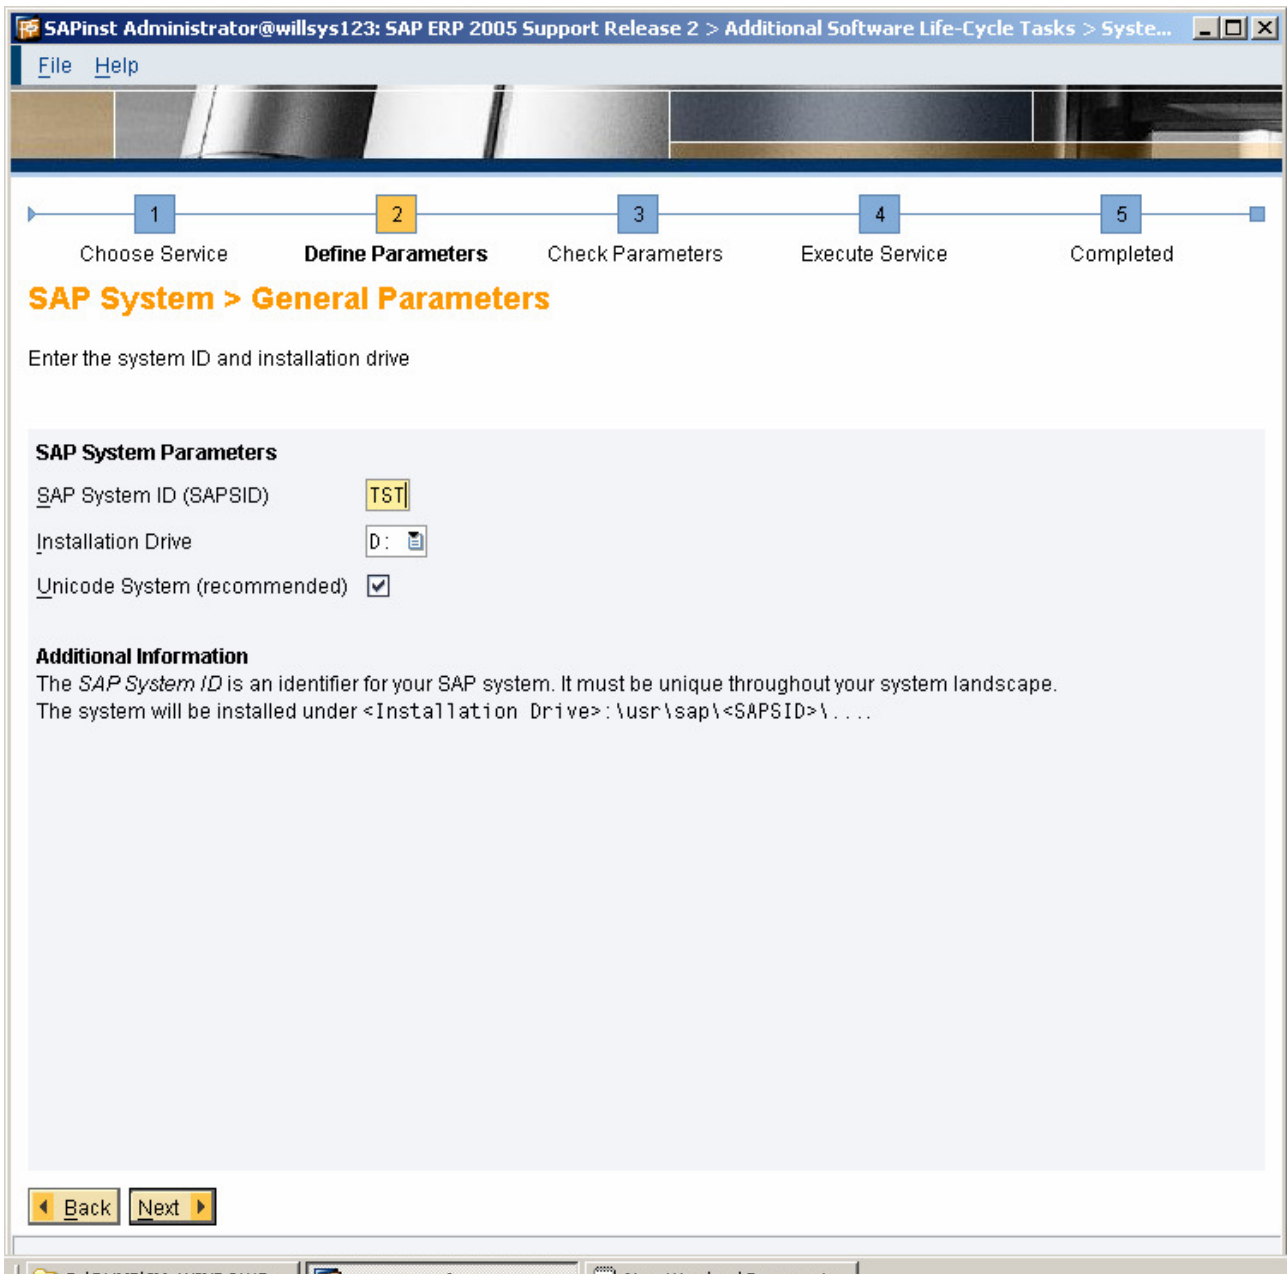 SAPinst Administrator@willsys123: SAP ERP 2005 Support Release 2 > Additional Software Life-Cycle Tasks > Syste...
File Help
1 2 3 4 5
Choose Service Define Parameters Check Parameters Execute Service Completed
SAP System > General Parameters
Enter the system ID and installation drive
SAP System Parameters
SAP System ID (SAPSID) TST
Installation Drive D:
Unicode System (recommended)
Additional Information
The SAP System ID is an identifier for your SAP system. It must be unique throughout your system landscape.
The system will be installed under <Installation Drive>:\usr\sap\<SAPSID>\....
Back Next